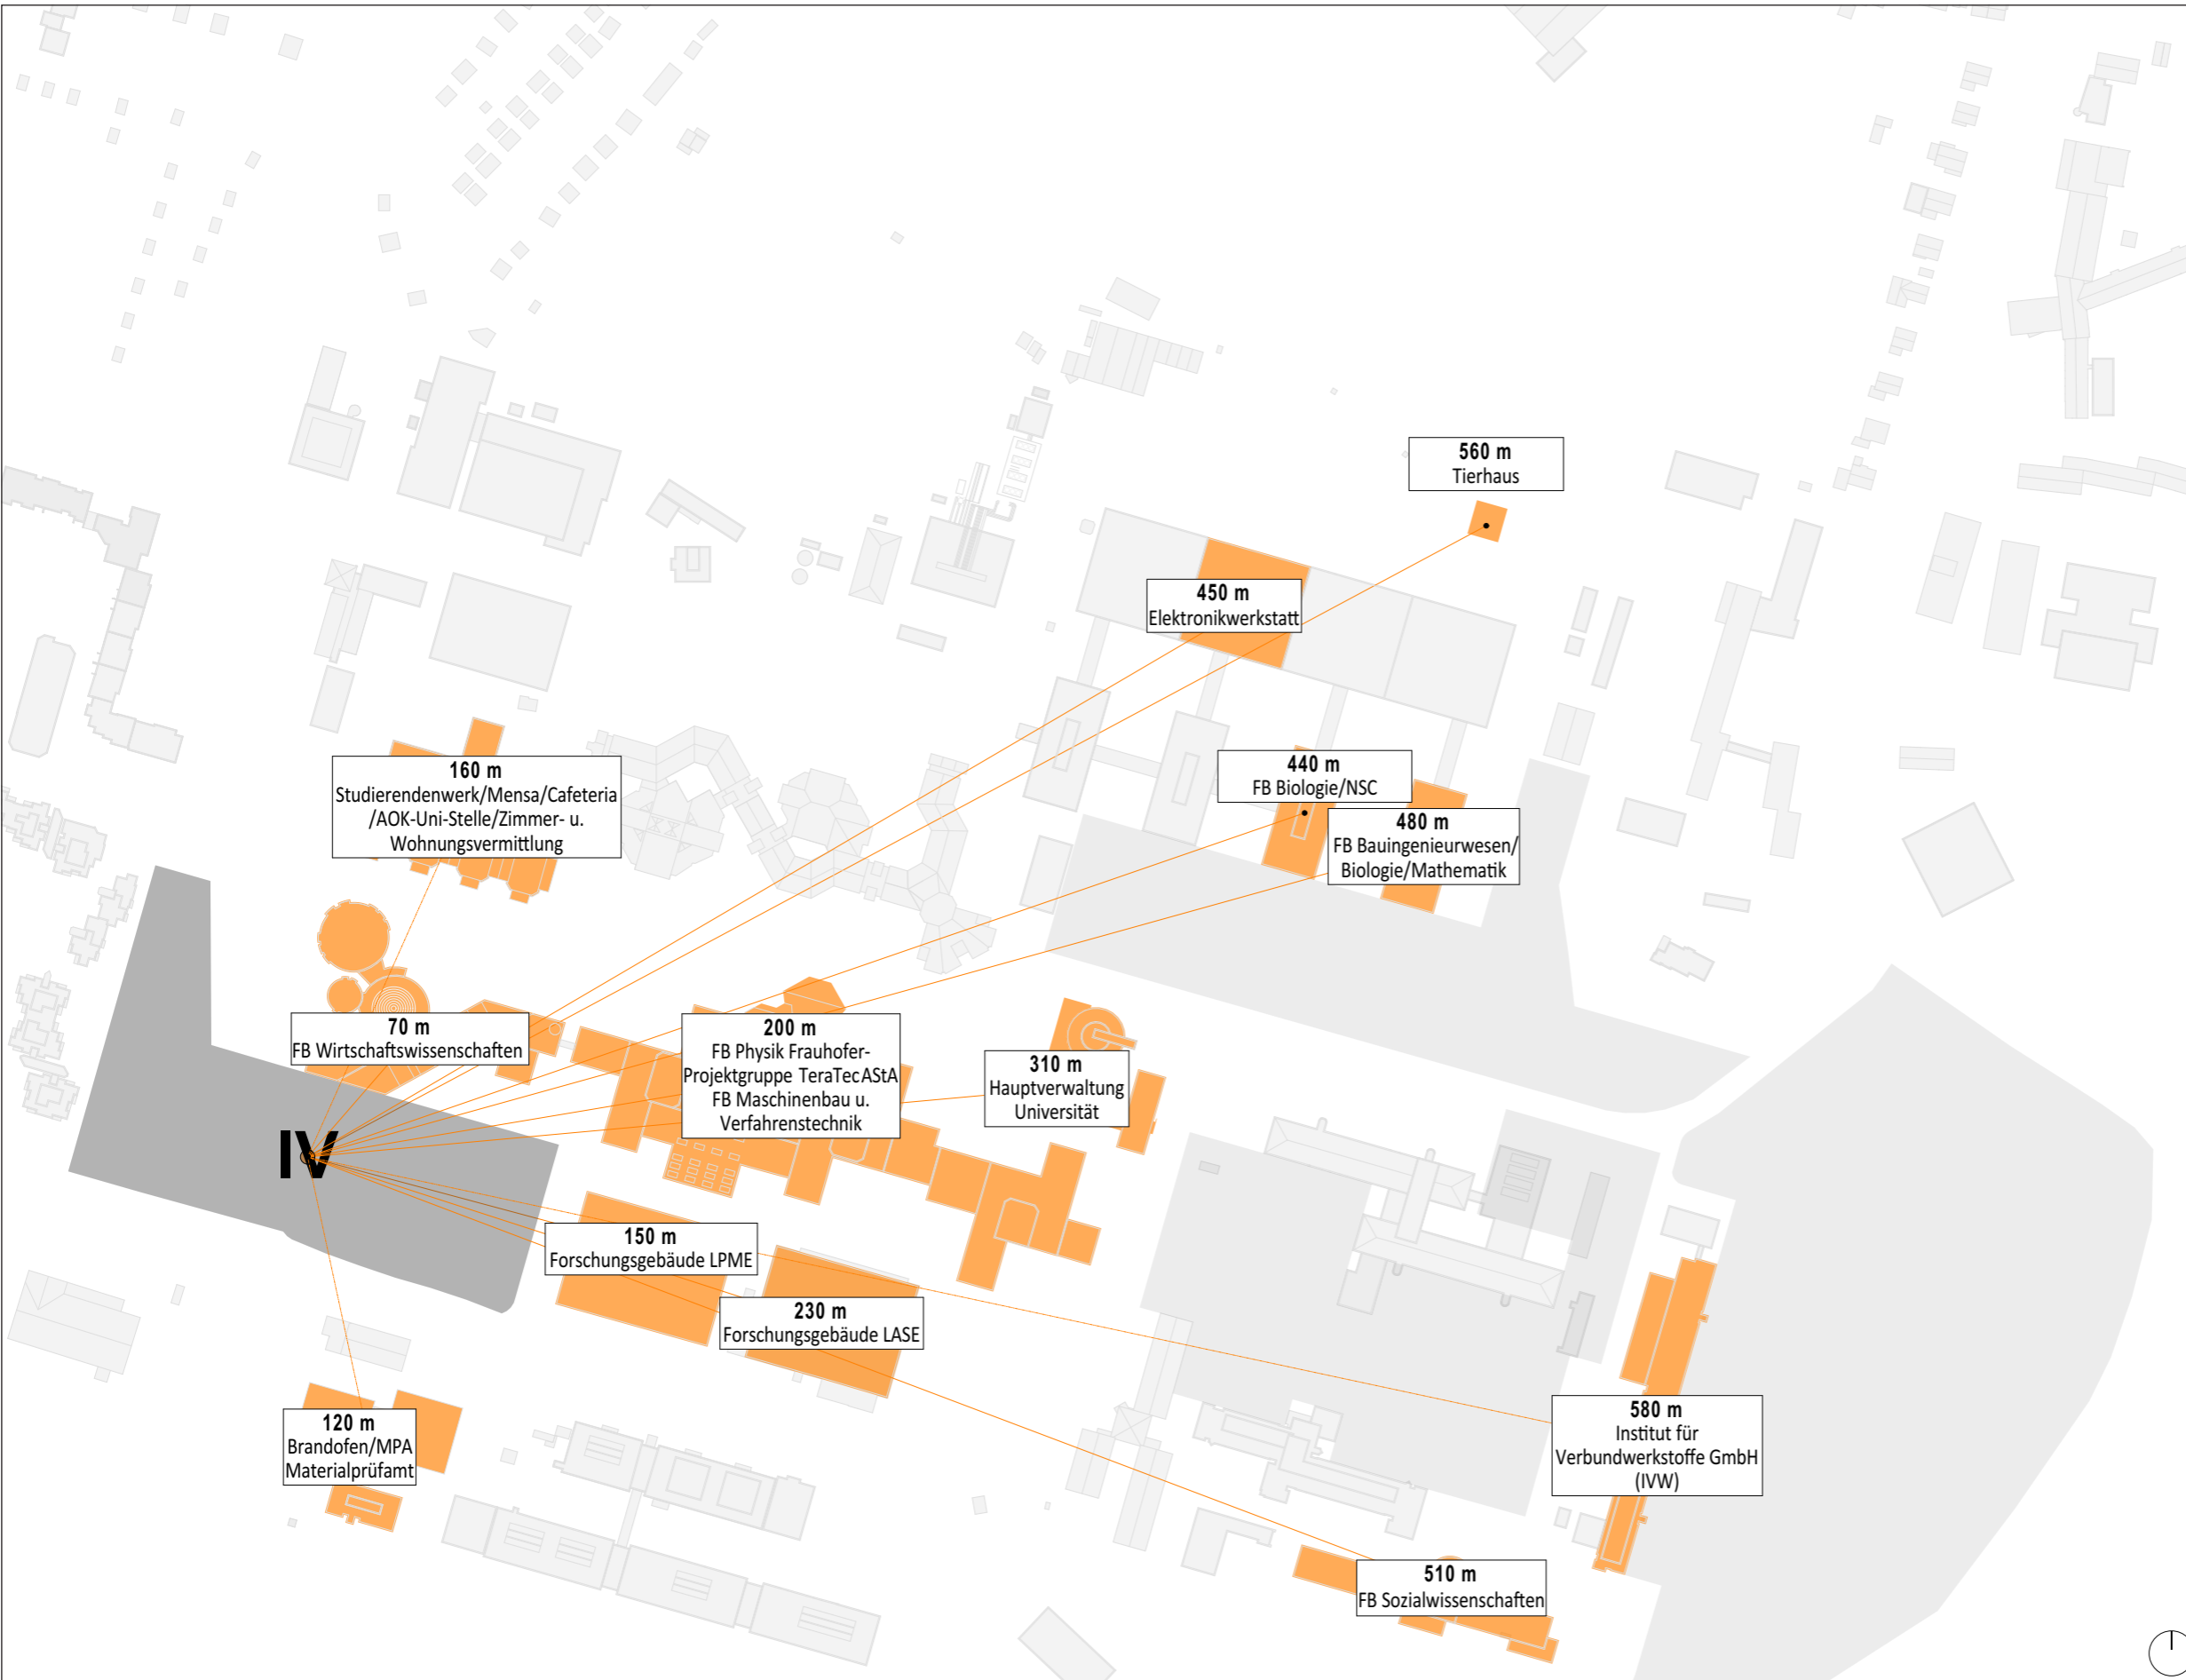 560 m
Tierhaus
450 m
Elektronikwerkstatt
440 m
FB Biologie/NSC
160 m
Studierendenwerk/Mensa/Cafeteria
/AOK-Uni-Stelle/Zimmer- u.
Wohnungsvermittlung
480 m
FB Bauingenieurwesen/
Biologie/Mathematik
70 m
FB Wirtschaftswissenschaften
200 m
FB Physik Frauhofer-
Projektgruppe TeraTecAStA
FB Maschinenbau u.
Verfahrenstechnik
310 m
Hauptverwaltung
Universität
IV
150 m
Forschungsgebäude LPME
230 m
Forschungsgebäude LASE
120 m
Brandofen/MPA
Materialprüfamt
580 m
Institut für
Verbundwerkstoffe GmbH
(IVW)
510 m
FB Sozialwissenschaften